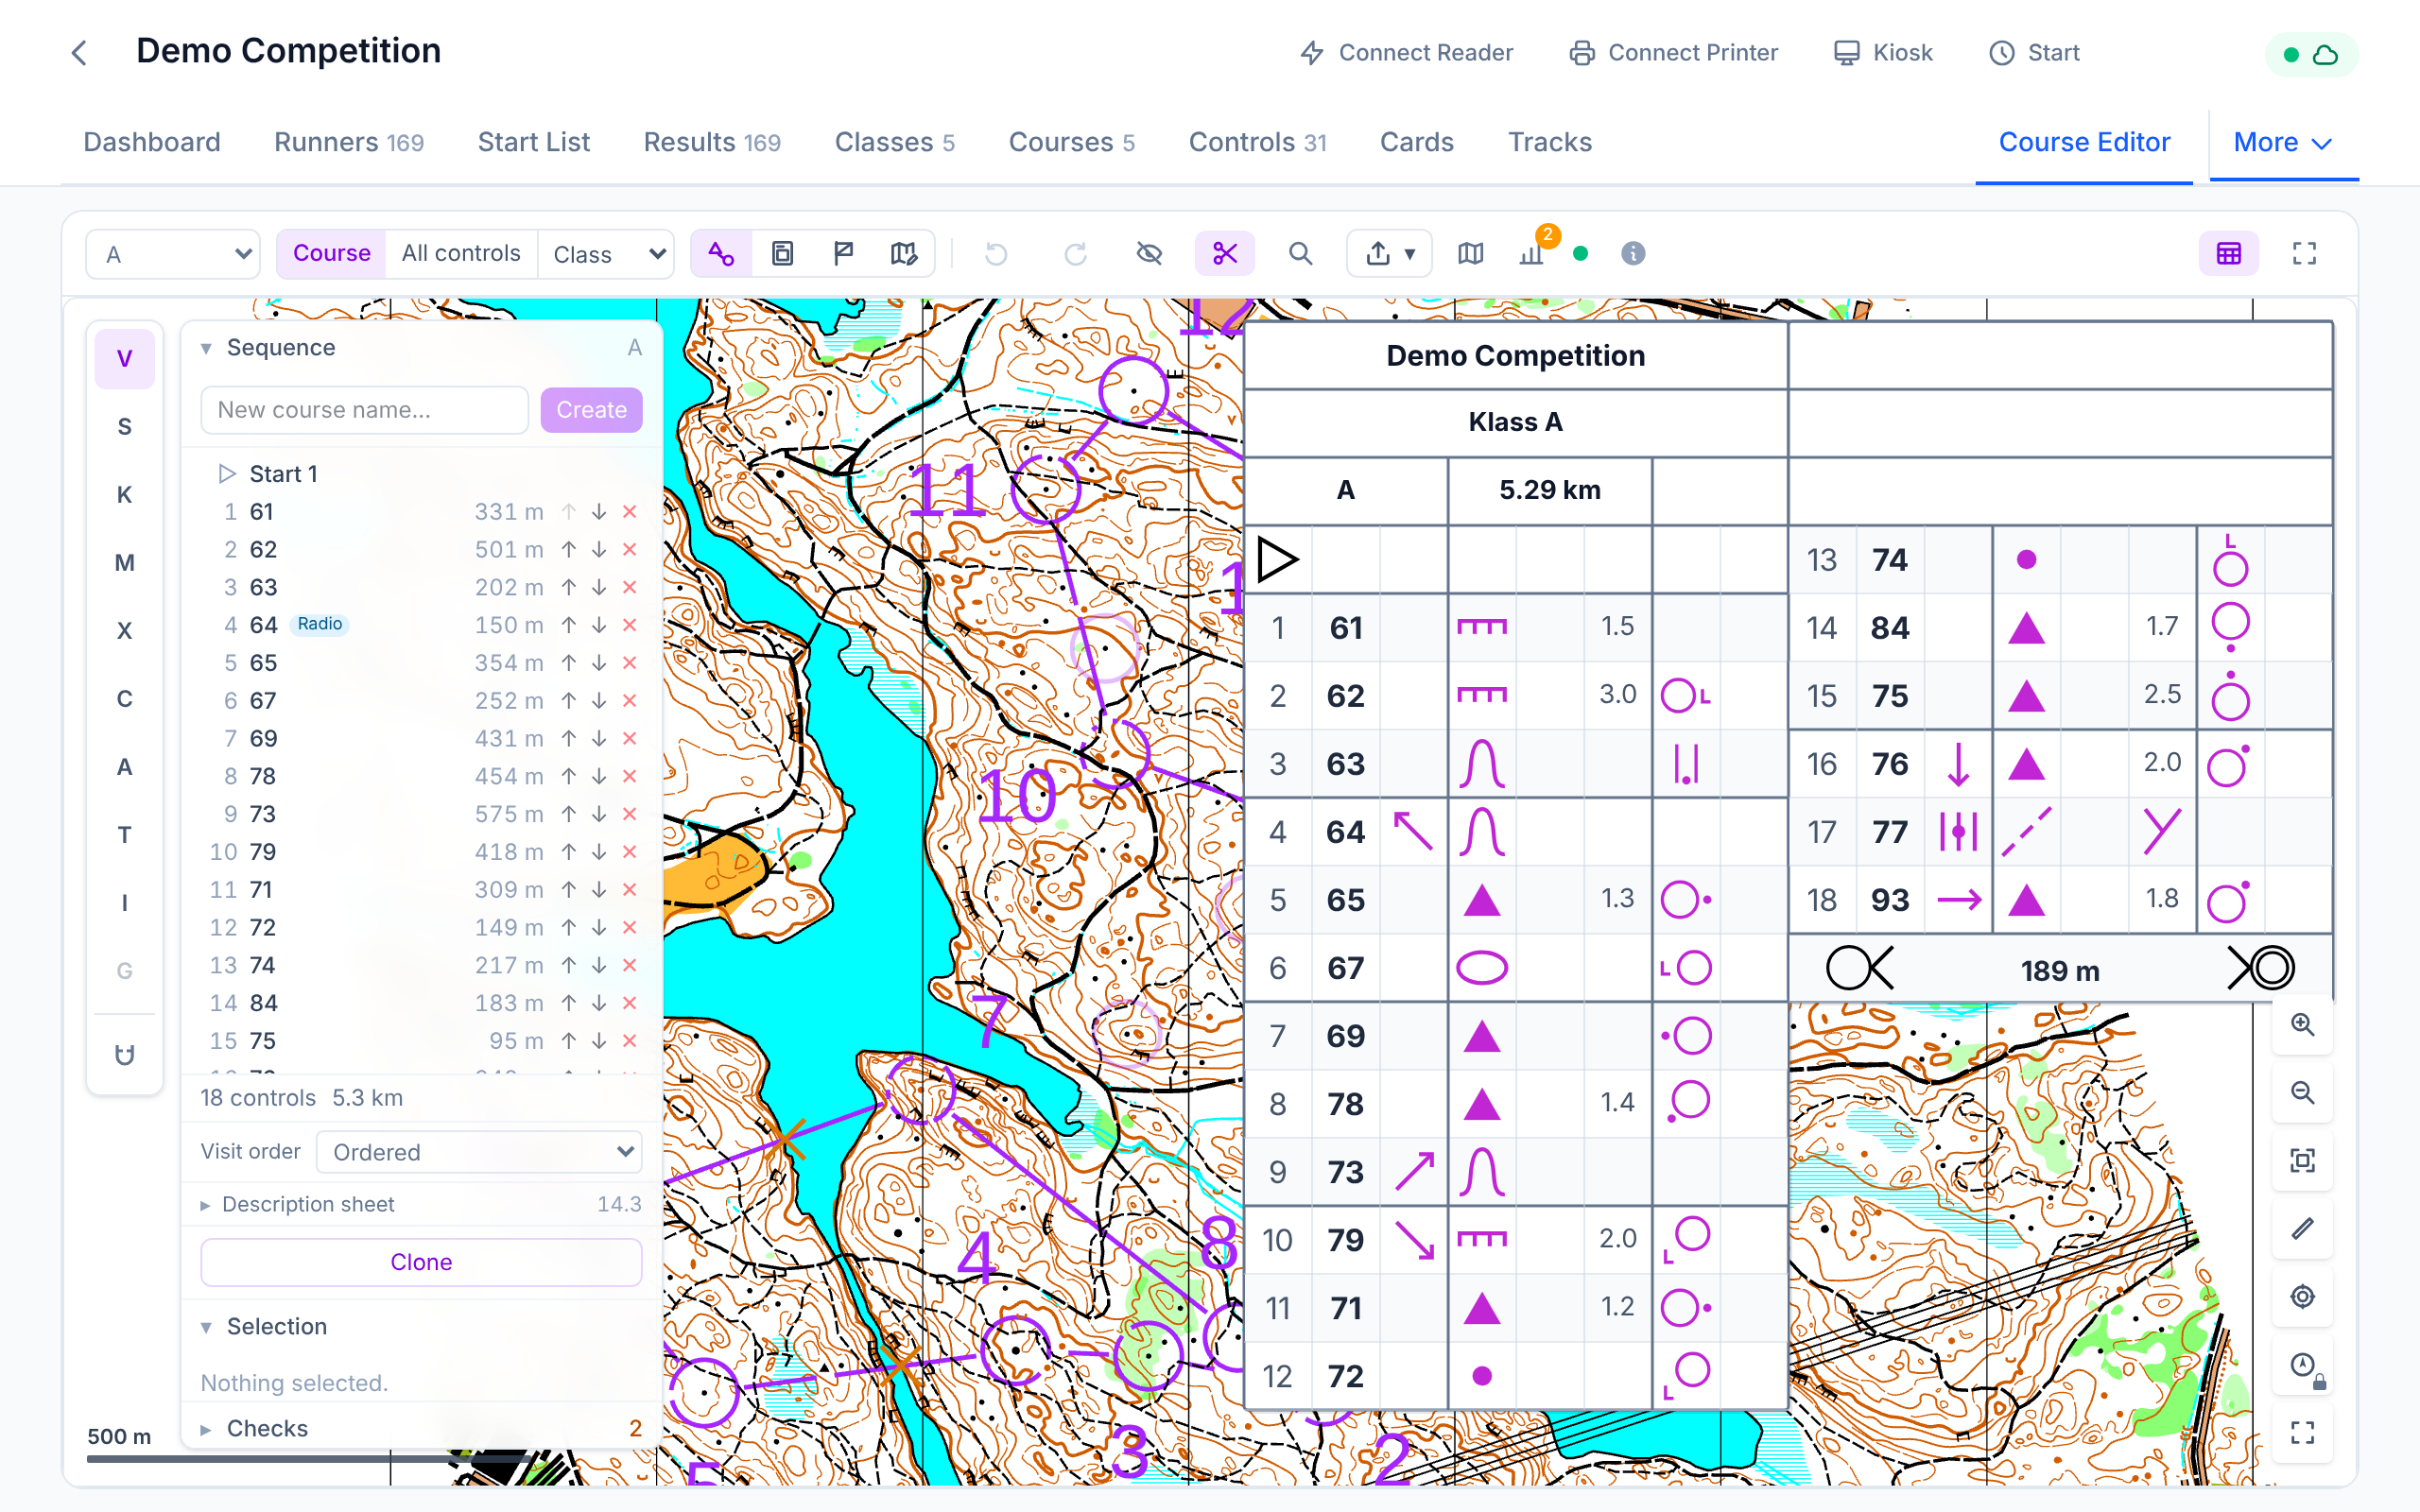 Demo Competition
Connect Reader
Connect Printer
Kiosk
Start
Dashboard
Runners 169
Start List
Results 169
Classes 5
Courses 5
Controls 31
Cards
Tracks
Course Editor
More
A
Course
All controls
Class
2
V
S
K
M
X
C
A
T
I
G
Sequence A
New course name...
Create
Start 1
1 61 331 m
2 62 501 m
3 63 202 m
4 64 Radio 150 m
5 65 354 m
6 67 252 m
7 69 431 m
8 78 454 m
9 73 575 m
10 79 418 m
11 71 309 m
12 72 149 m
13 74 217 m
14 84 183 m
15 75 95 m
18 controls 5.3 km
Visit order Ordered
Description sheet 14.3
Clone
Selection
Nothing selected.
Checks 2
500 m
12
11
10
7
4
8
3
2
5
Demo Competition
Klass A
A 5.29 km
1 61 1.5
2 62 3.0
3 63
4 64
5 65 1.3
6 67
7 69
8 78 1.4
9 73
10 79 2.0
11 71 1.2
12 72
13 74
14 84 1.7
15 75 2.5
16 76 2.0
17 77
18 93 1.8
189 m